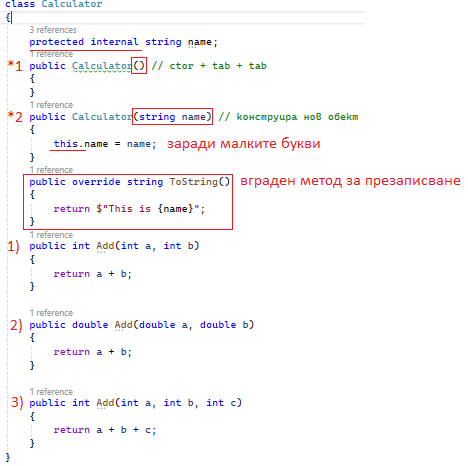 class Calculator
{
3 references
protected internal string name;
1 reference
*1 public Calculator() // ctor + tab + tab
{
}
1 reference
*2 public Calculator(string name) // конструира нов обект
{
this.name = name; заради малките букви
}
1 reference
public override string ToString() вграден метод за презаписване
{
return $"This is {name}";
}
1 reference
1) public int Add(int a, int b)
{
return a + b;
}
1 reference
2) public double Add(double a, double b)
{
return a + b;
}
1 reference
3) public int Add(int a, int b, int c)
{
return a + b + c;
}
}